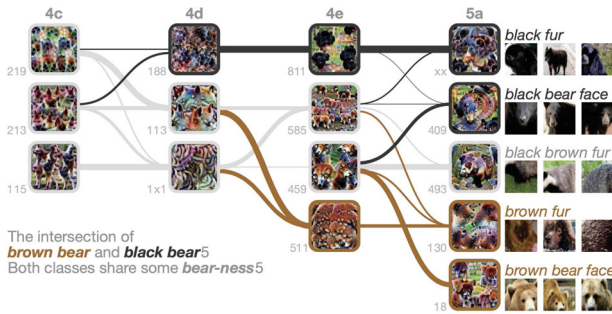 4c 4d 4e 5a
black fur
219 188 811 xx
black bear face
213 113 585 409
black brown fur
115 1x1 459 493
brown fur
The intersection of
brown bear and black bear5
511 130
Both classes share some bear-ness5
brown bear face
18